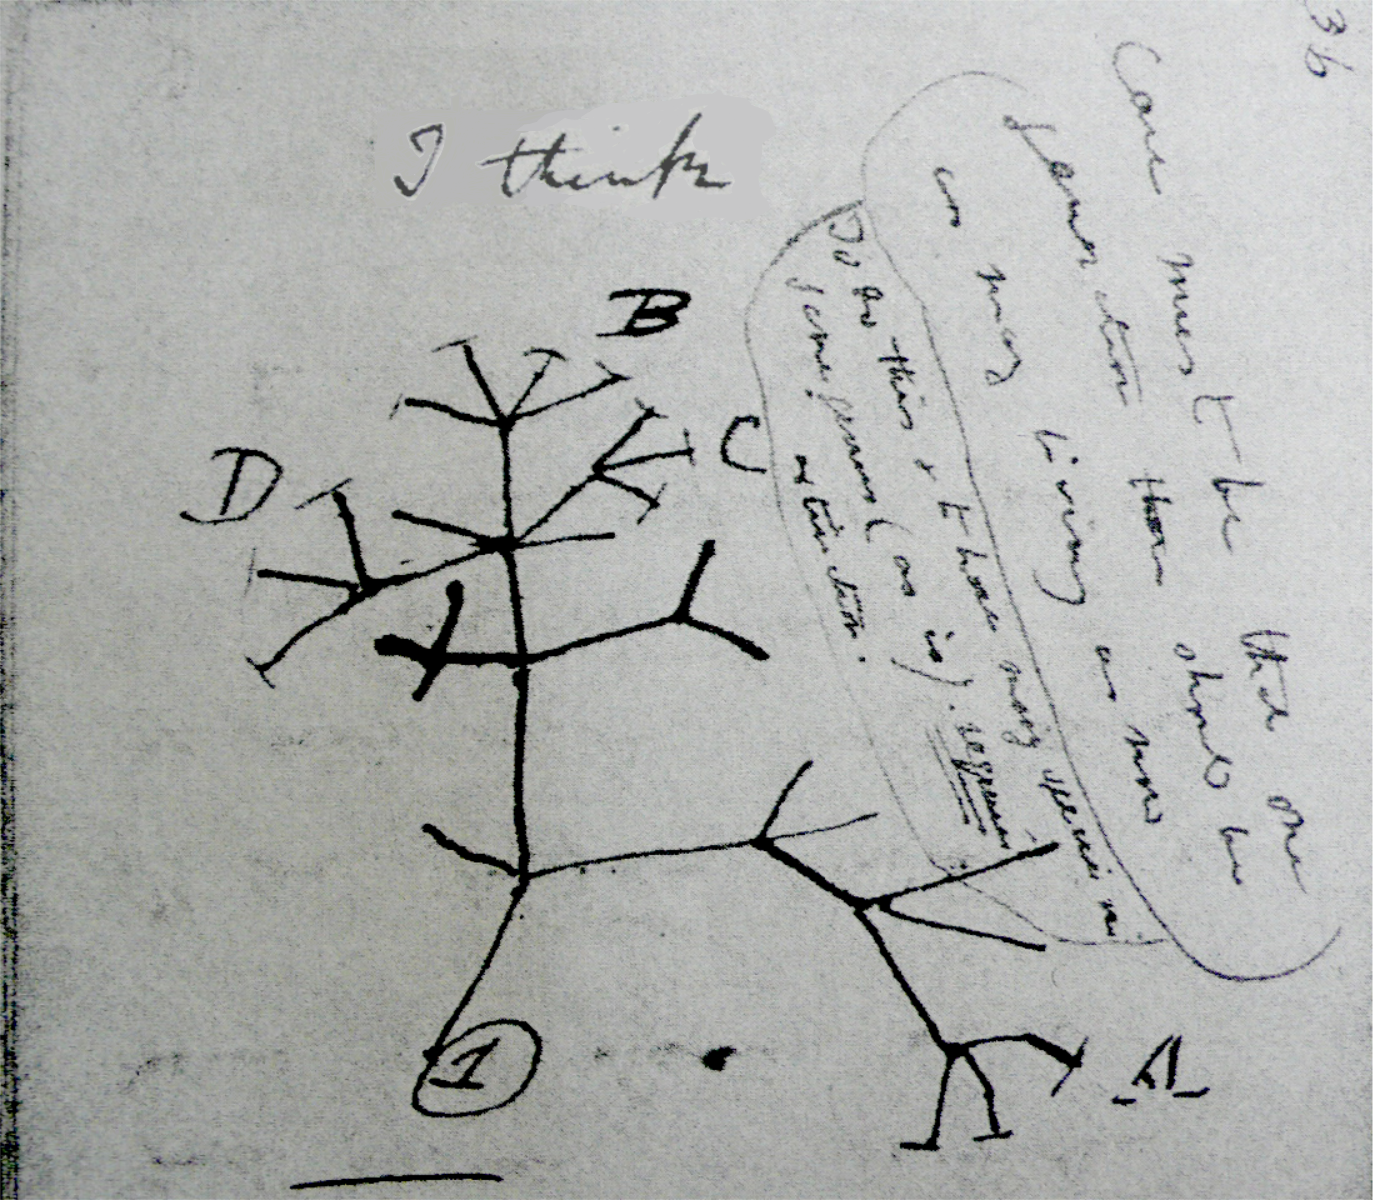 36
I think
B
C
D
A
1
Case must be that one
generation then should be
as many living as now
To do this & to have many species in
same genus (as is). requires
extinction.